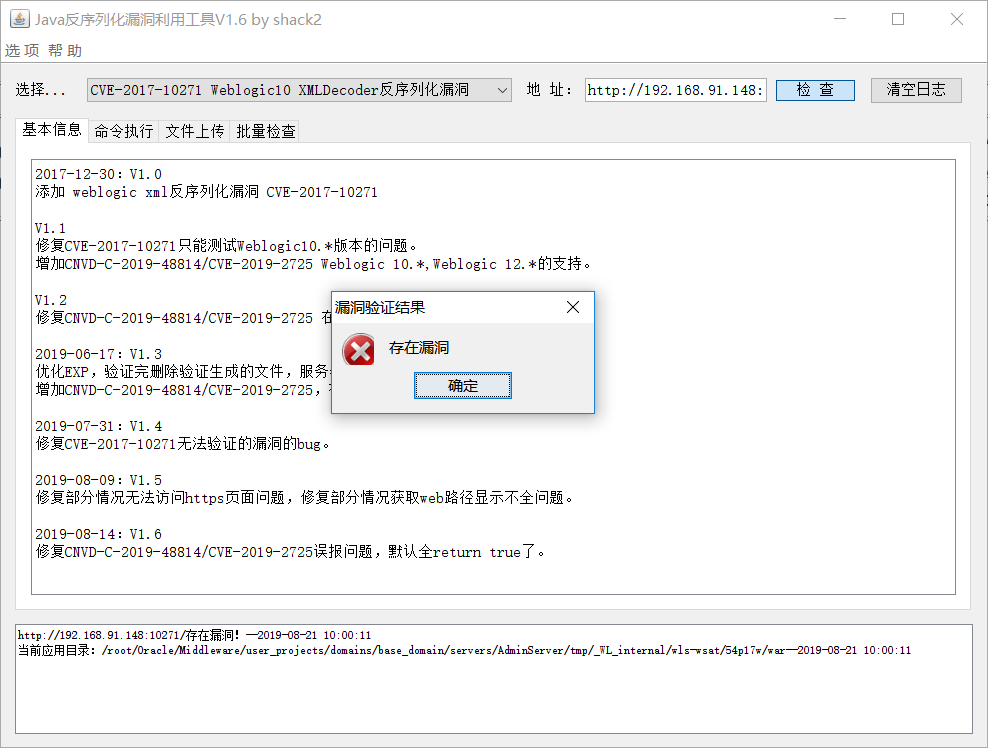 Java反序列化漏洞利用工具V1.6 by shack2
选项 帮助
选择... CVE-2017-10271 Weblogic10 XMLDecoder反序列化漏洞 地 址： http://192.168.91.148: 检 查 清空日志
基本信息 命令执行 文件上传 批量检查
2017-12-30：V1.0
添加 weblogic xml反序列化漏洞 CVE-2017-10271
V1.1
修复CVE-2017-10271只能测试Weblogic10.*版本的问题。
增加CNVD-C-2019-48814/CVE-2019-2725 Weblogic 10.*,Weblogic 12.*的支持。
V1.2
修复CNVD-C-2019-48814/CVE-2019-2725 在
2019-06-17：V1.3
优化EXP，验证完删除验证生成的文件，服务
增加CNVD-C-2019-48814/CVE-2019-2725，
漏洞验证结果
存在漏洞
确定
2019-07-31：V1.4
修复CVE-2017-10271无法验证的漏洞的bug。
2019-08-09：V1.5
修复部分情况无法访问https页面问题，修复部分情况获取web路径显示不全问题。
2019-08-14：V1.6
修复CNVD-C-2019-48814/CVE-2019-2725误报问题，默认全return true了。
http://192.168.91.148:10271/存在漏洞！--2019-08-21 10:00:11
当前应用目录：/root/Oracle/Middleware/user_projects/domains/base_domain/servers/AdminServer/tmp/_WL_internal/wls-wsat/54p17w/war--2019-08-21 10:00:11